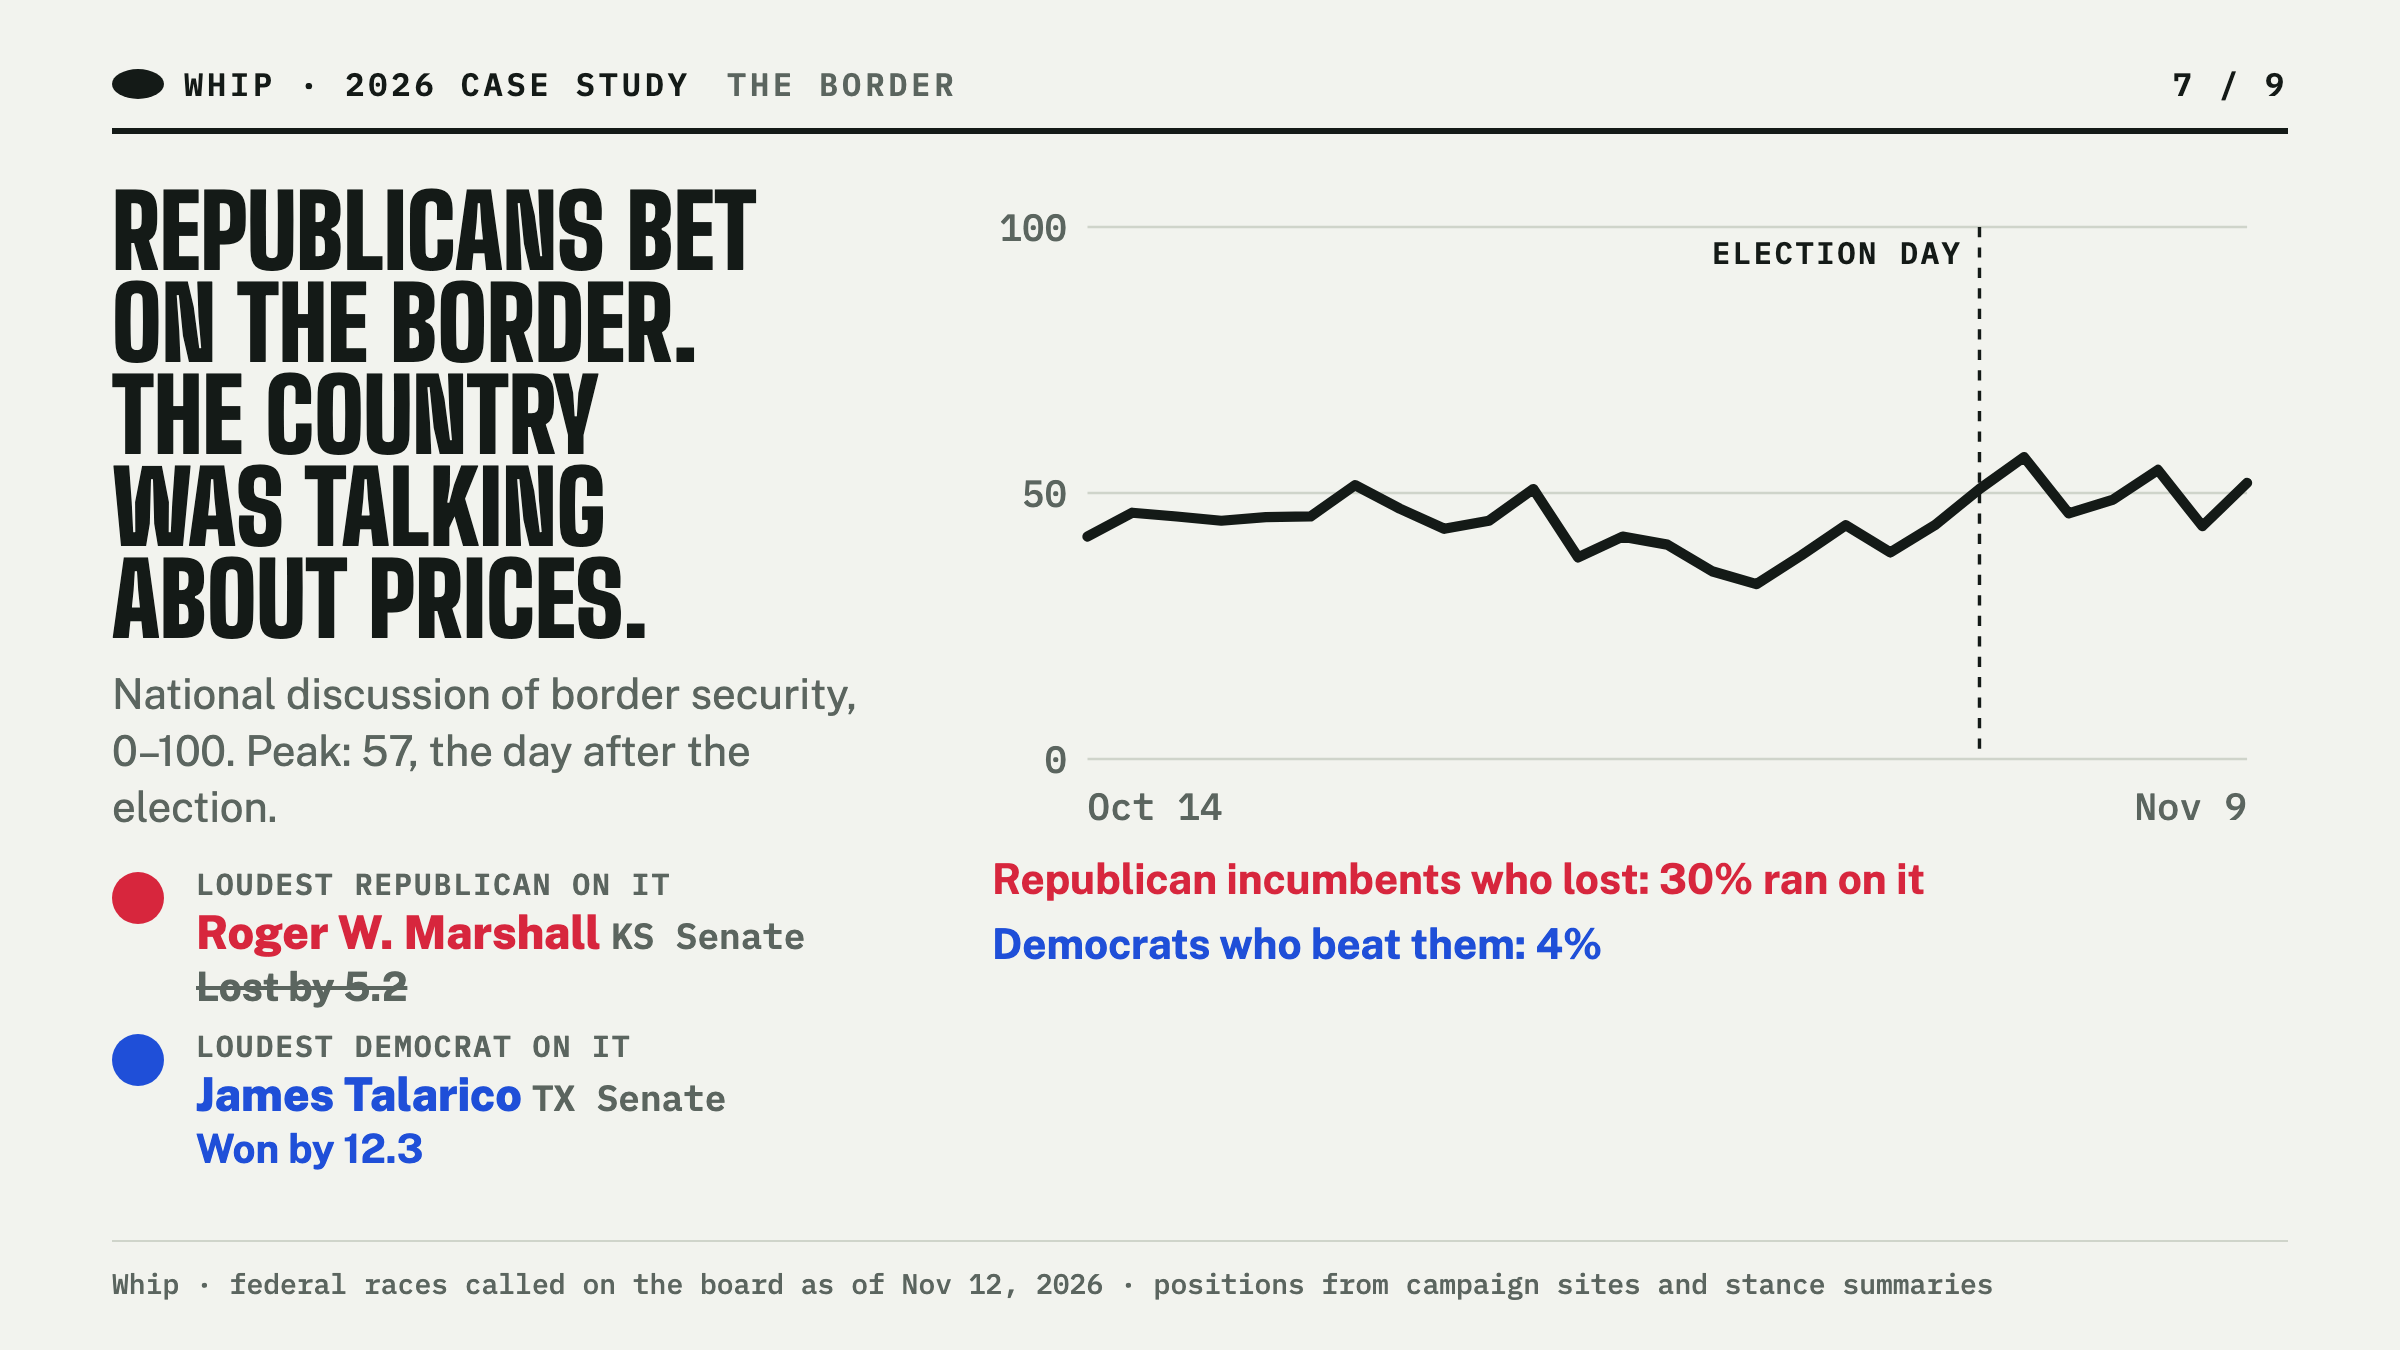 WHIP · 2026 CASE STUDY THE BORDER
7 / 9
REPUBLICANS BET
ON THE BORDER.
THE COUNTRY
WAS TALKING
ABOUT PRICES.
National discussion of border security,
0–100. Peak: 57, the day after the
election.
LOUDEST REPUBLICAN ON IT
Roger W. Marshall KS Senate
Lost by 5.2
LOUDEST DEMOCRAT ON IT
James Talarico TX Senate
Won by 12.3
100
ELECTION DAY
50
0
Oct 14
Nov 9
Republican incumbents who lost: 30% ran on it
Democrats who beat them: 4%
Whip · federal races called on the board as of Nov 12, 2026 · positions from campaign sites and stance summaries